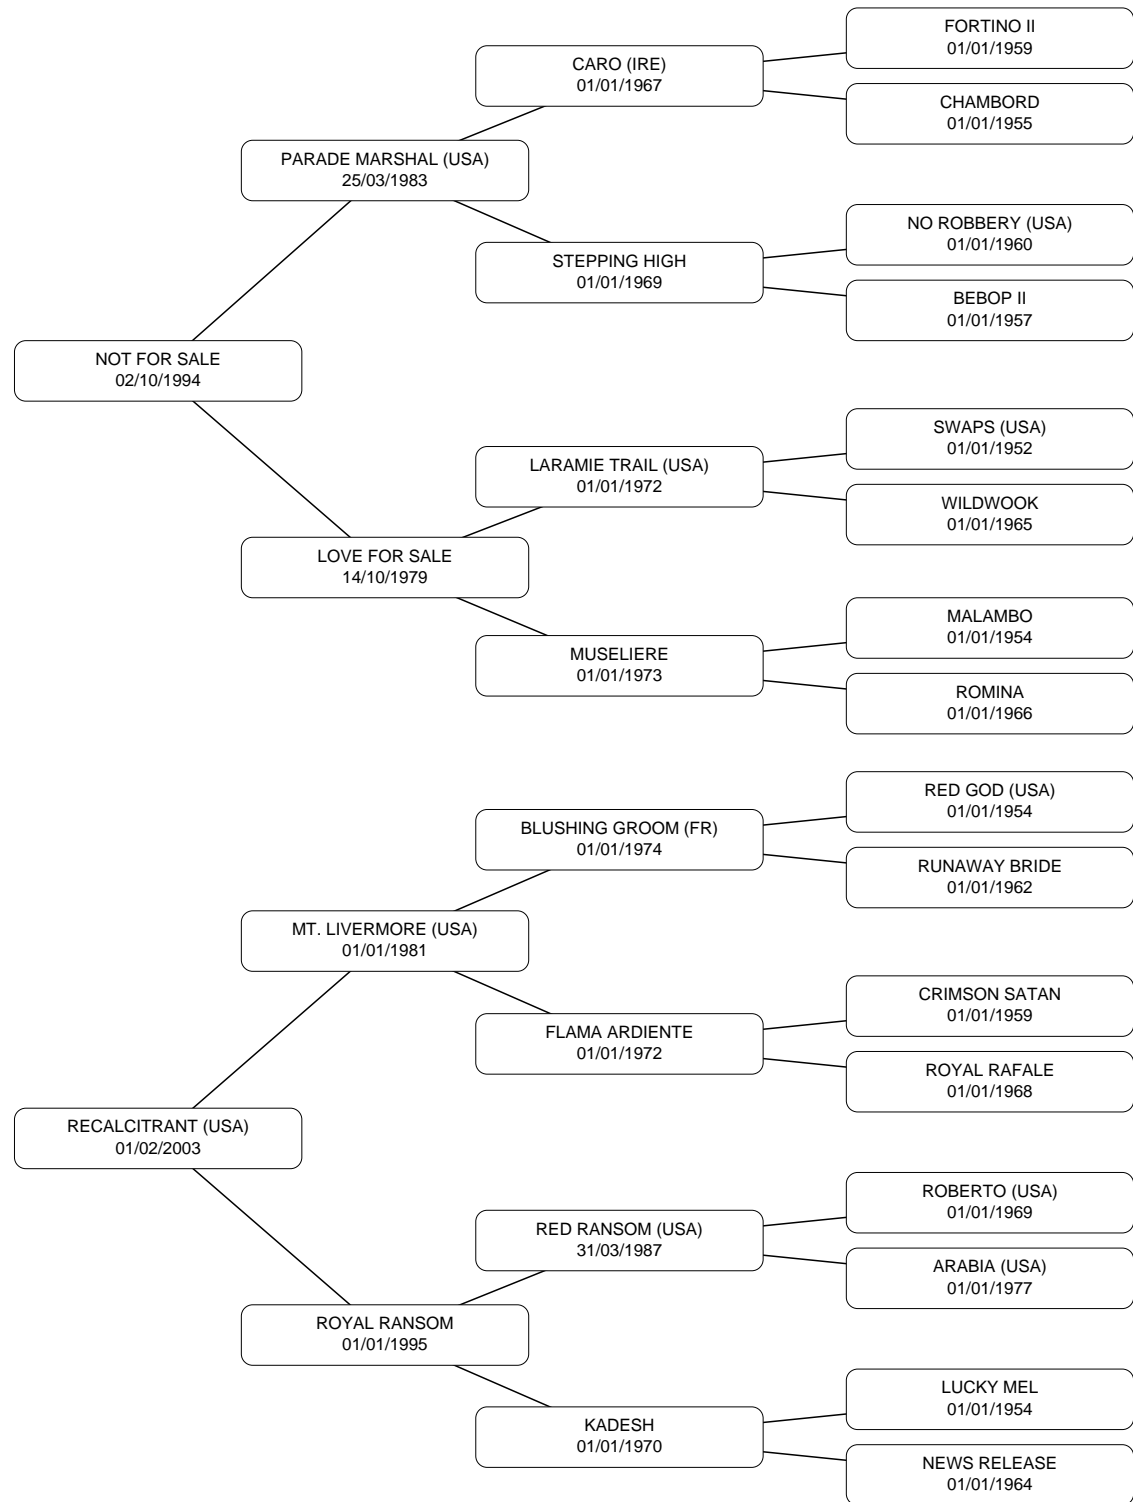 FORTINO II
01/01/1959
CARO (IRE)
01/01/1967
CHAMBORD
01/01/1955
PARADE MARSHAL (USA)
25/03/1983
NO ROBBERY (USA)
01/01/1960
STEPPING HIGH
01/01/1969
BEBOP II
01/01/1957
NOT FOR SALE
02/10/1994
SWAPS (USA)
01/01/1952
LARAMIE TRAIL (USA)
01/01/1972
WILDWOOK
01/01/1965
LOVE FOR SALE
14/10/1979
MALAMBO
01/01/1954
MUSELIERE
01/01/1973
ROMINA
01/01/1966
RED GOD (USA)
01/01/1954
BLUSHING GROOM (FR)
01/01/1974
RUNAWAY BRIDE
01/01/1962
MT. LIVERMORE (USA)
01/01/1981
CRIMSON SATAN
01/01/1959
FLAMA ARDIENTE
01/01/1972
ROYAL RAFALE
01/01/1968
RECALCITRANT (USA)
01/02/2003
ROBERTO (USA)
01/01/1969
RED RANSOM (USA)
31/03/1987
ARABIA (USA)
01/01/1977
ROYAL RANSOM
01/01/1995
LUCKY MEL
01/01/1954
KADESH
01/01/1970
NEWS RELEASE
01/01/1964